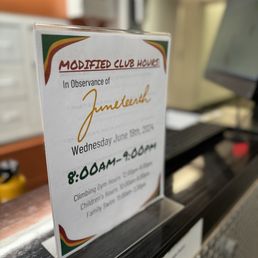 MODIFIED CLUB HOURS
In Observance of
Juneteenth
Wednesday June 19th, 2024
8:00AM-9:00PM
Climbing Gym Hours
Children's Hours
Family Swim